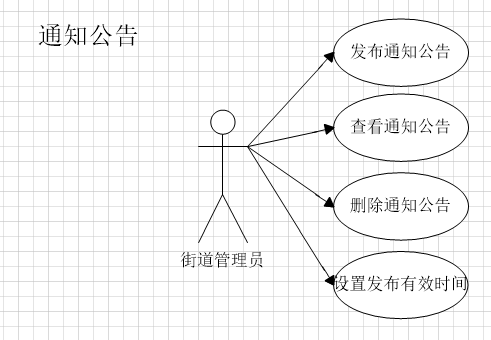 通知公告
发布通知公告
查看通知公告
删除通知公告
街道管理员
设置发布有效时间